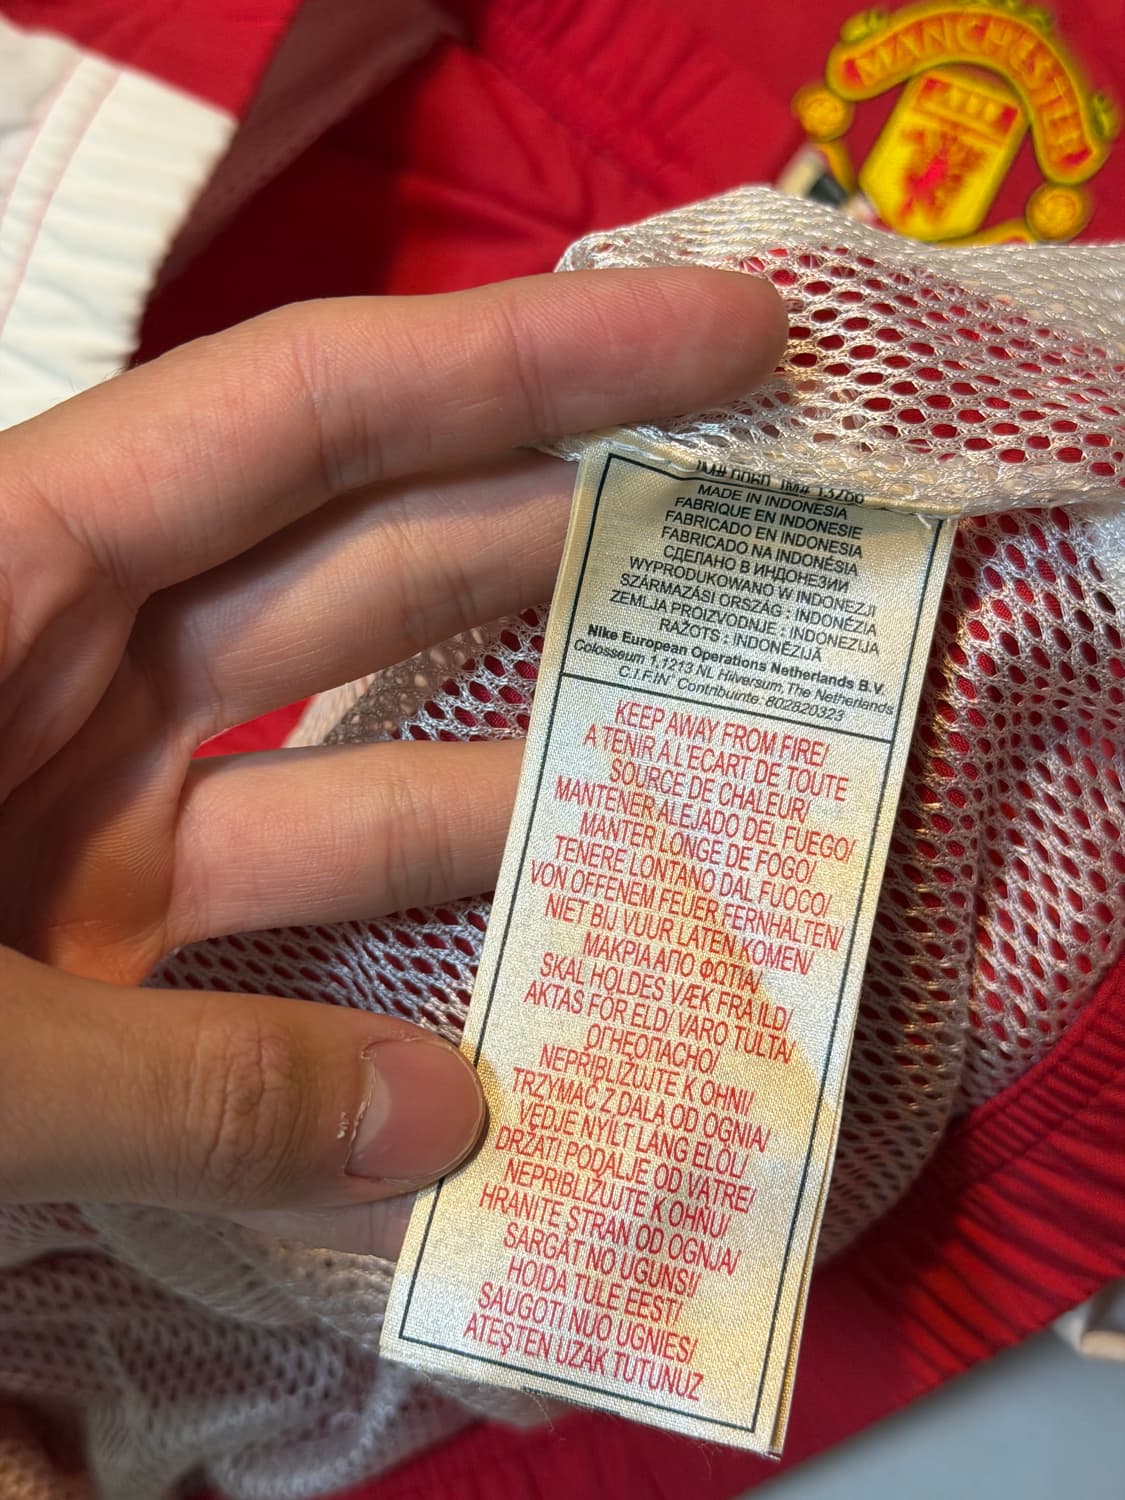 MANCHESTER
MADE IN INDONESIA
FABRIQUE EN INDONESIE
FABRICADO EN INDONESIA
FABRICADO NA INDONÉSIA
СДЕЛАНО В ИНДОНЕЗИИ
WYPRODUKOWANO W INDONEZJI
SZÁRMAZÁSI ORSZÁG : INDONÉZIA
ZEMLJA PROIZVODNJE : INDONEZIJA
RAŽOTS : INDONĒZIJĀ
Nike European Operations Netherlands B.V.
Colosseum 1,1213 NL Hilversum,The Netherlands
C.I.F./N° Contribuinte: 802820323
KEEP AWAY FROM FIRE/
A TENIR À L'ECART DE TOUTE
SOURCE DE CHALEUR/
MANTENER ALEJADO DEL FUEGO/
MANTER LONGE DE FOGO/
TENERE LONTANO DAL FUOCO/
VON OFFENEM FEUER FERNHALTEN/
NIET BIJ VUUR LATEN KOMEN/
ΜΑΚΡΙΑ ΑΠΟ ΦΩΤΙΑ/
SKAL HOLDES VÆK FRA ILD/
AKTAS FÖR ELD/ VARO TULTA/
ОГНЕОПАСНО/
NEPŘIBLIŽUJTE K OHNI/
TRZYMAĆ Z DALA OD OGNIA/
VÉDJE NYÍLT LÁNG ELŐL/
DRŽATI PODALJE OD VATRE/
NEPRIBLIŽUJTE K OHŇU/
HRANITE STRAN OD OGNJA/
SARGĀT NO UGUNS!/
HOIDA TULE EEST/
SAUGOTI NUO UGNIES/
ATEŞTEN UZAK TUTUNUZ